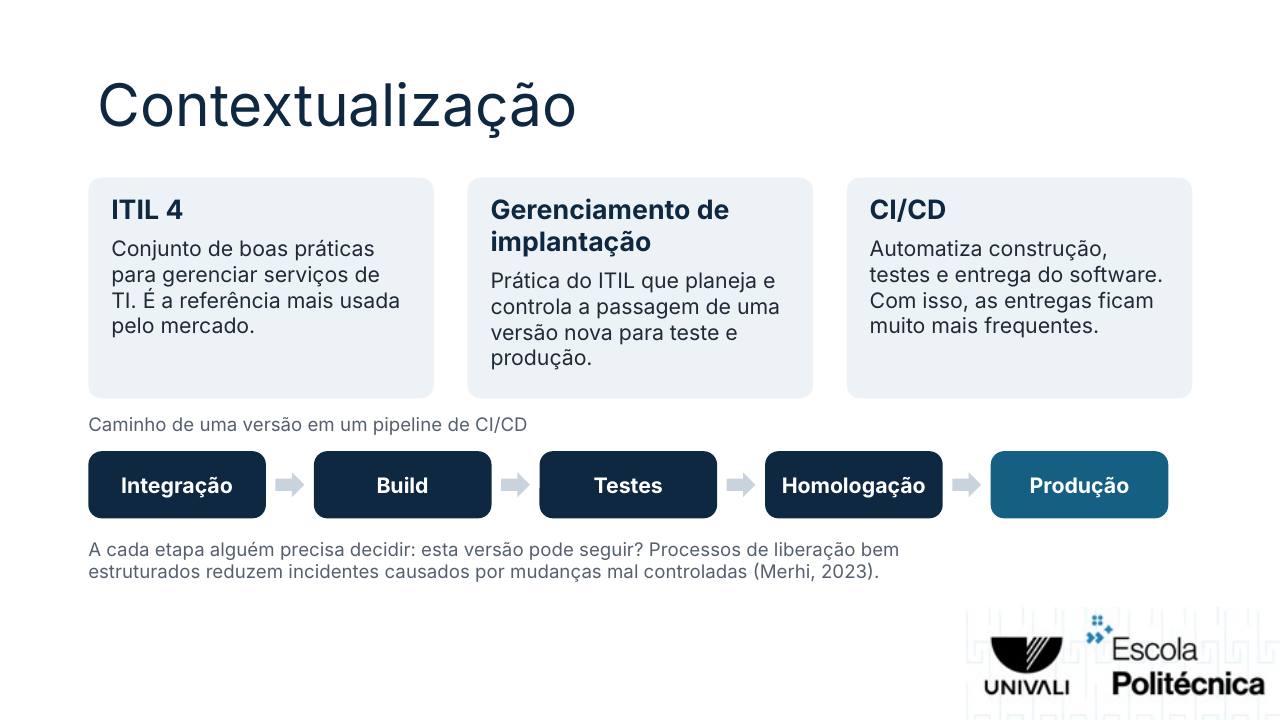 Contextualização
ITIL 4
Conjunto de boas práticas
para gerenciar serviços de
TI. É a referência mais usada
pelo mercado.
Gerenciamento de
implantação
Prática do ITIL que planeja e
controla a passagem de uma
versão nova para teste e
produção.
CI/CD
Automatiza construção,
testes e entrega do software.
Com isso, as entregas ficam
muito mais frequentes.
Caminho de uma versão em um pipeline de CI/CD
Integração
Build
Testes
Homologação
Produção
A cada etapa alguém precisa decidir: esta versão pode seguir? Processos de liberação bem
estruturados reduzem incidentes causados por mudanças mal controladas (Merhi, 2023).
UNIVALI
Escola
Politécnica